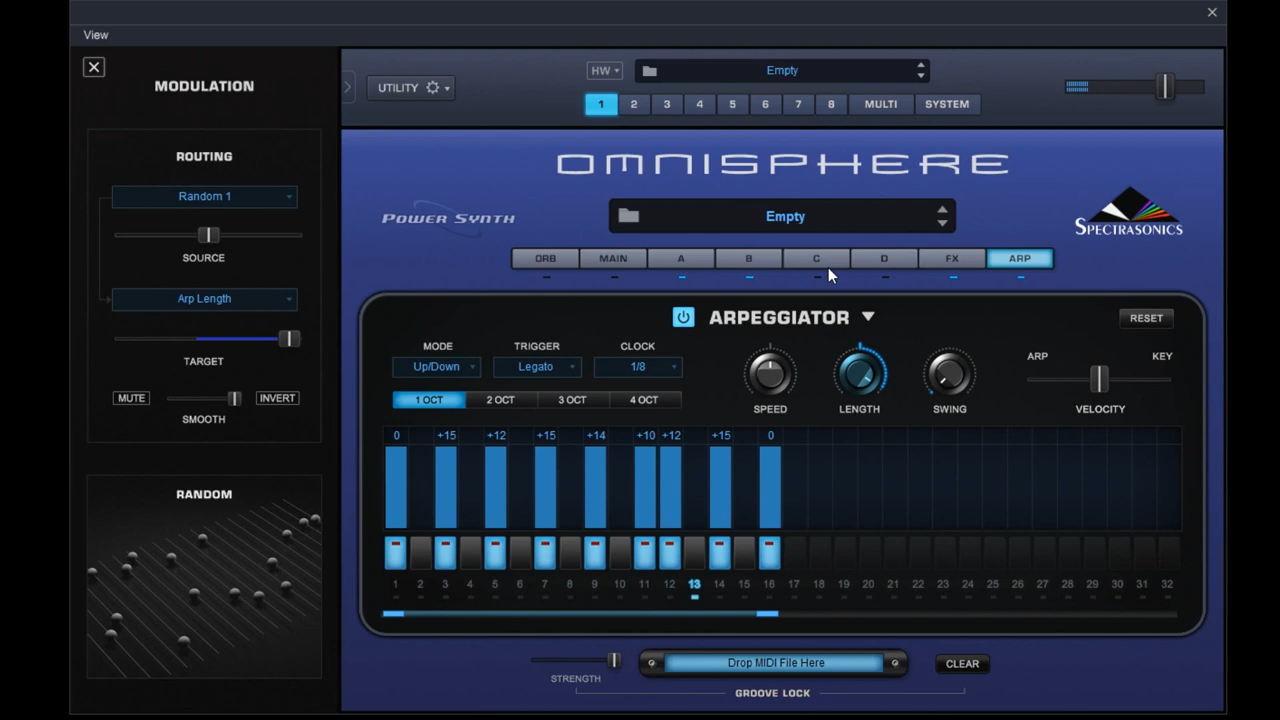 View
UTILITY
HW
Empty
1 2 3 4 5 6 7 8 MULTI SYSTEM
OMNISPHERE
POWER SYNTH
Empty
SPECTRASONICS
ORB MAIN A B C D FX ARP
MODULATION
ROUTING
Random 1
SOURCE
Arp Length
TARGET
MUTE INVERT
SMOOTH
RANDOM
ARPEGGIATOR
RESET
MODE TRIGGER CLOCK
Up/Down Legato 1/8
1 OCT 2 OCT 3 OCT 4 OCT
SPEED LENGTH SWING
ARP KEY
VELOCITY
0 +15 +12 +15 +14 +10 +12 +15 0
1 2 3 4 5 6 7 8 9 10 11 12 13 14 15 16 17 18 19 20 21 22 23 24 25 26 27 28 29 30 31 32
STRENGTH
Drop MIDI File Here
CLEAR
GROOVE LOCK